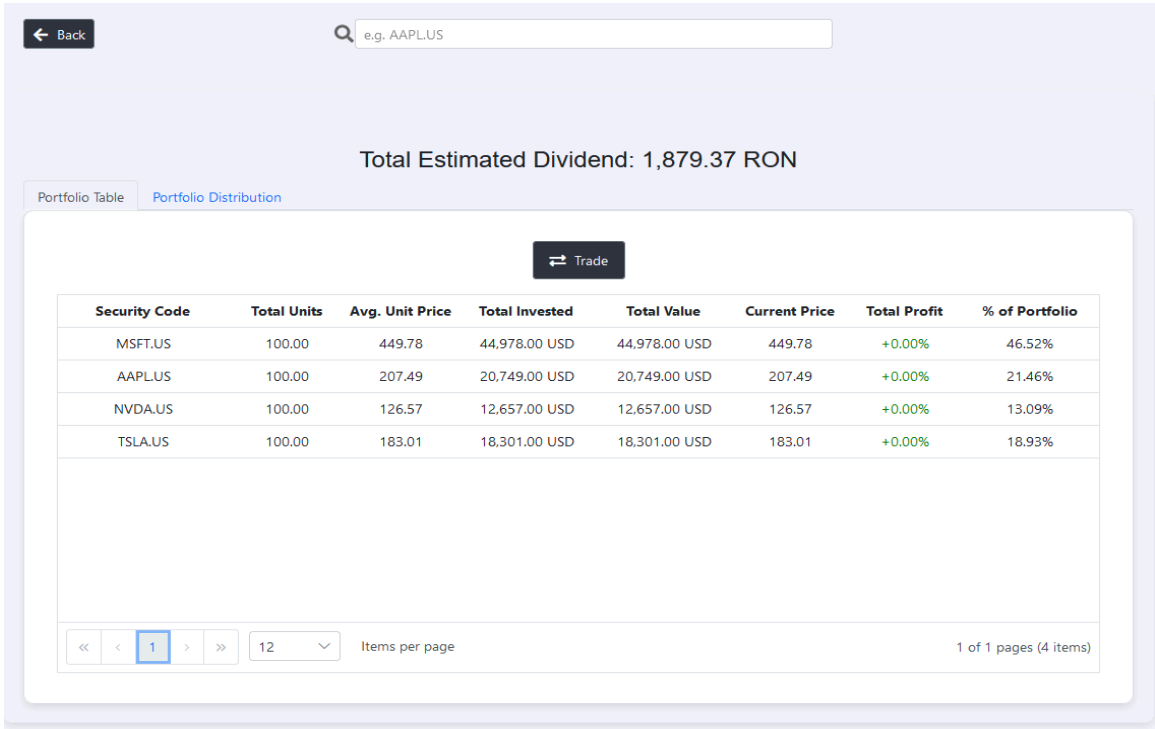 Back
e.g. AAPL.US
Total Estimated Dividend: 1,879.37 RON
Portfolio Table Portfolio Distribution
Trade
Security Code Total Units Avg. Unit Price Total Invested Total Value Current Price Total Profit % of Portfolio
MSFT.US 100.00 449.78 44,978.00 USD 44,978.00 USD 449.78 +0.00% 46.52%
AAPL.US 100.00 207.49 20,749.00 USD 20,749.00 USD 207.49 +0.00% 21.46%
NVDA.US 100.00 126.57 12,657.00 USD 12,657.00 USD 126.57 +0.00% 13.09%
TSLA.US 100.00 183.01 18,301.00 USD 18,301.00 USD 183.01 +0.00% 18.93%
« ‹ 1 › » 12 Items per page 1 of 1 pages (4 items)